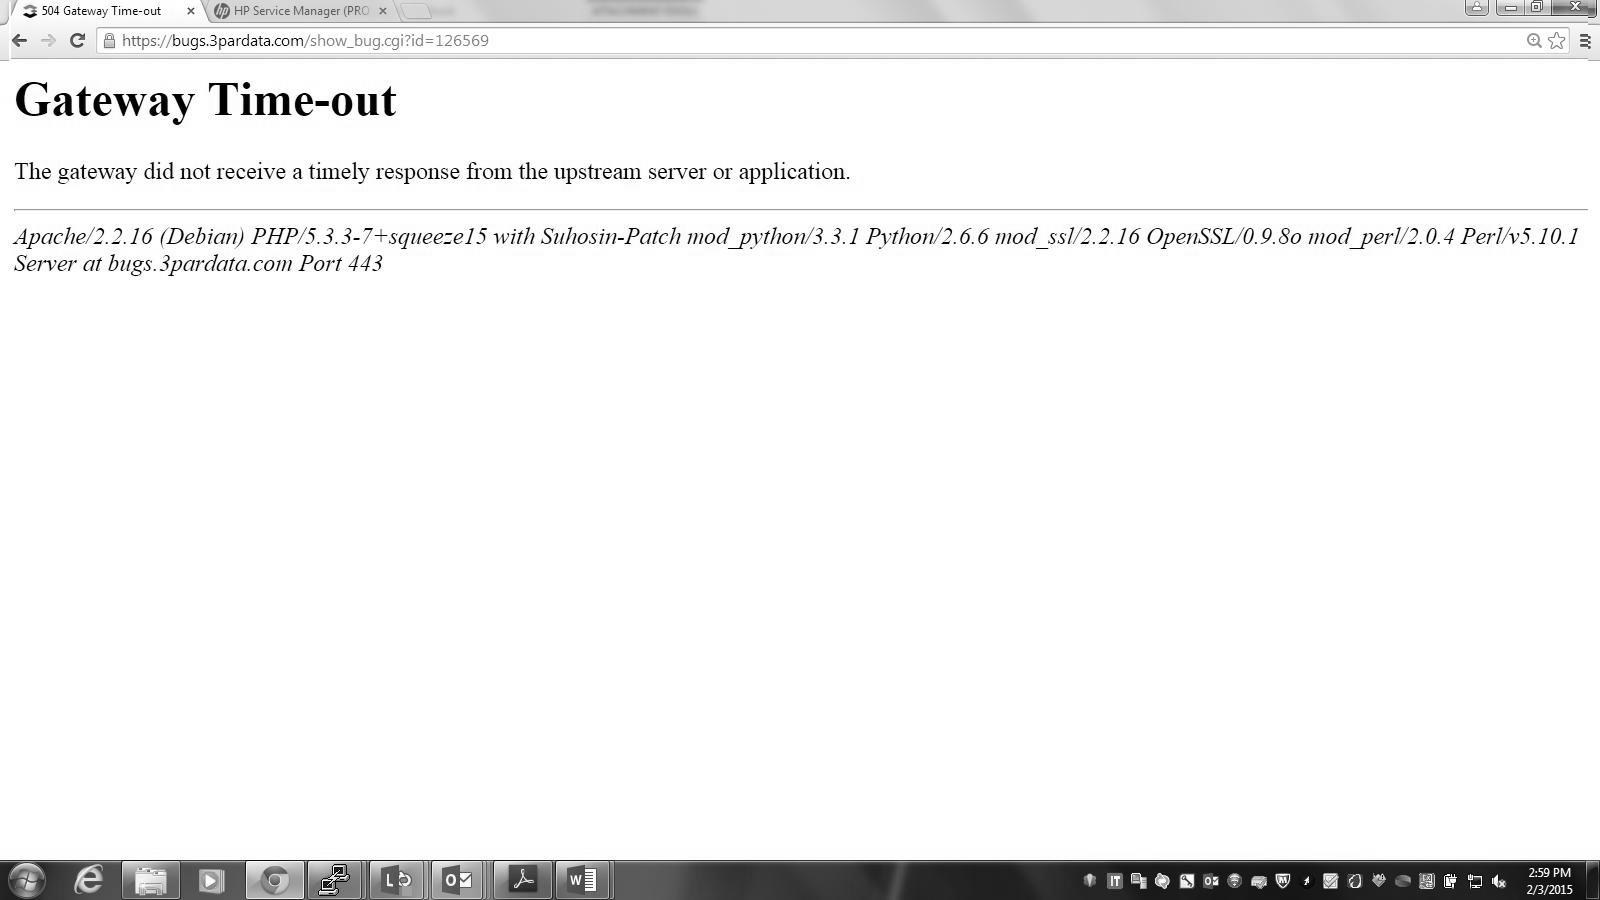 504 Gateway Time-out
HP Service Manager (PRO
https://bugs.3pardata.com/show_bug.cgi?id=126569
Gateway Time-out
The gateway did not receive a timely response from the upstream server or application.
Apache/2.2.16 (Debian) PHP/5.3.3-7+squeeze15 with Suhosin-Patch mod_python/3.3.1 Python/2.6.6 mod_ssl/2.2.16 OpenSSL/0.9.8o mod_perl/2.0.4 Perl/v5.10.1
Server at bugs.3pardata.com Port 443
2:59 PM
2/3/2015